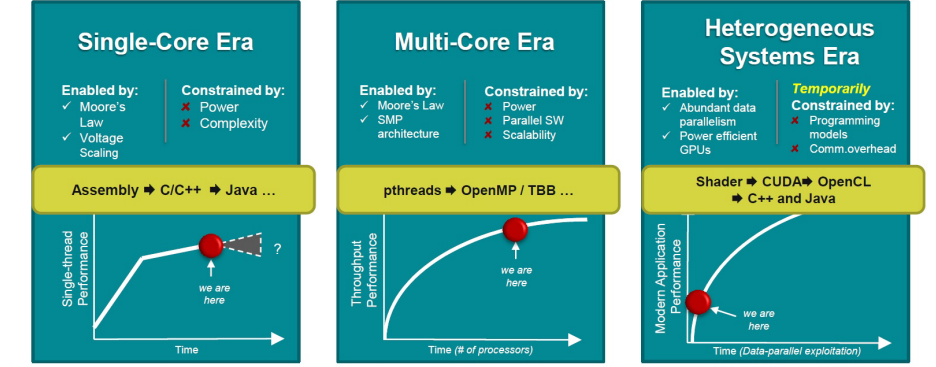 Single-Core Era
Enabled by:
✓ Moore's
Law
✓ Voltage
Scaling
Constrained by:
✘ Power
✘ Complexity
Assembly ➡ C/C++ ➡ Java ...
Single-thread
Performance
?
we are
here
Time
Multi-Core Era
Enabled by:
✓ Moore's Law
✓ SMP
architecture
Constrained by:
✘ Power
✘ Parallel SW
✘ Scalability
pthreads ➡ OpenMP / TBB ...
Throughput
Performance
we are
here
Time (# of processors)
Heterogeneous
Systems Era
Enabled by:
✓ Abundant data
parallelism
✓ Power efficient
GPUs
Temporarily
Constrained by:
✘ Programming
models
✘ Comm.overhead
Shader ➡ CUDA➡ OpenCL
➡ C++ and Java
Modern Application
Performance
we are
here
Time (Data-parallel exploitation)